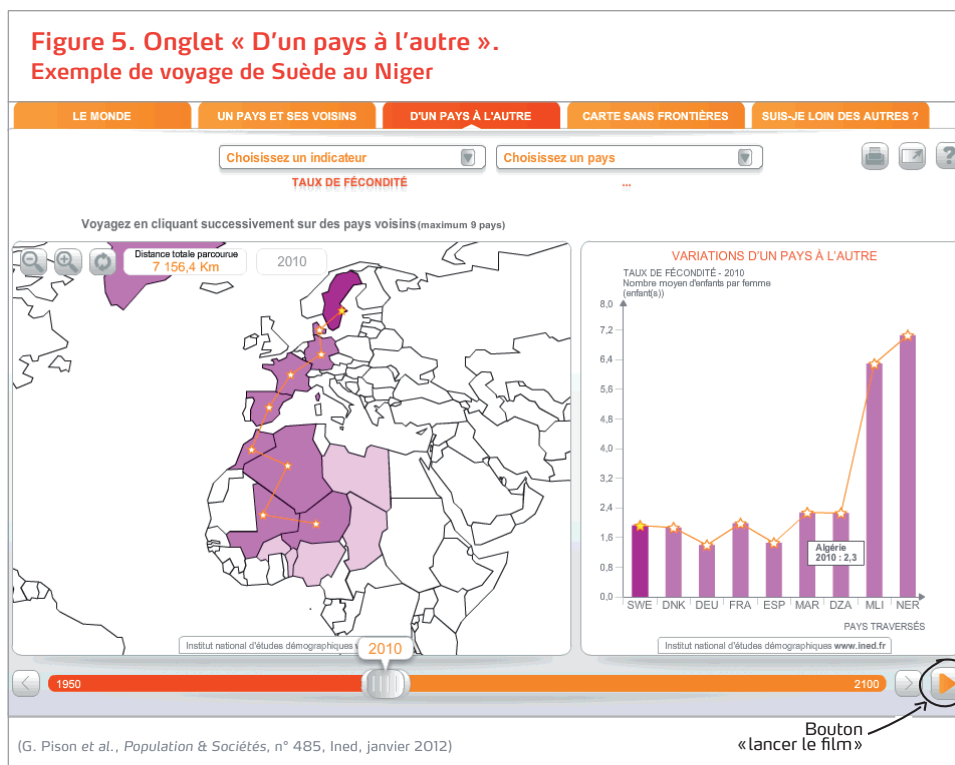 Figure 5. Onglet « D'un pays à l'autre ».
Exemple de voyage de Suède au Niger
LE MONDE
UN PAYS ET SES VOISINS
D'UN PAYS À L'AUTRE
CARTE SANS FRONTIÈRES
SUIS-JE LOIN DES AUTRES ?
Choisissez un indicateur
Choisissez un pays
?
TAUX DE FÉCONDITÉ
...
Voyagez en cliquant successivement sur des pays voisins (maximum 9 pays)
Distance totale parcourue
7 156,4 Km
2010
VARIATIONS D'UN PAYS À L'AUTRE
TAUX DE FÉCONDITÉ - 2010
Nombre moyen d'enfants par femme
(enfant(s))
8,0
7,2
6,4
5,6
4,8
4,0
3,2
2,4
1,6
0,8
0,0
Algérie
2010 : 2,3
SWE DNK DEU FRA ESP MAR DZA MLI NER
PAYS TRAVERSÉS
Institut national d'études démographiques
Institut national d'études démographiques www.ined.fr
2010
1950
2100
Bouton
«lancer le film»
(G. Pison et al., Population & Sociétés, n° 485, Ined, janvier 2012)